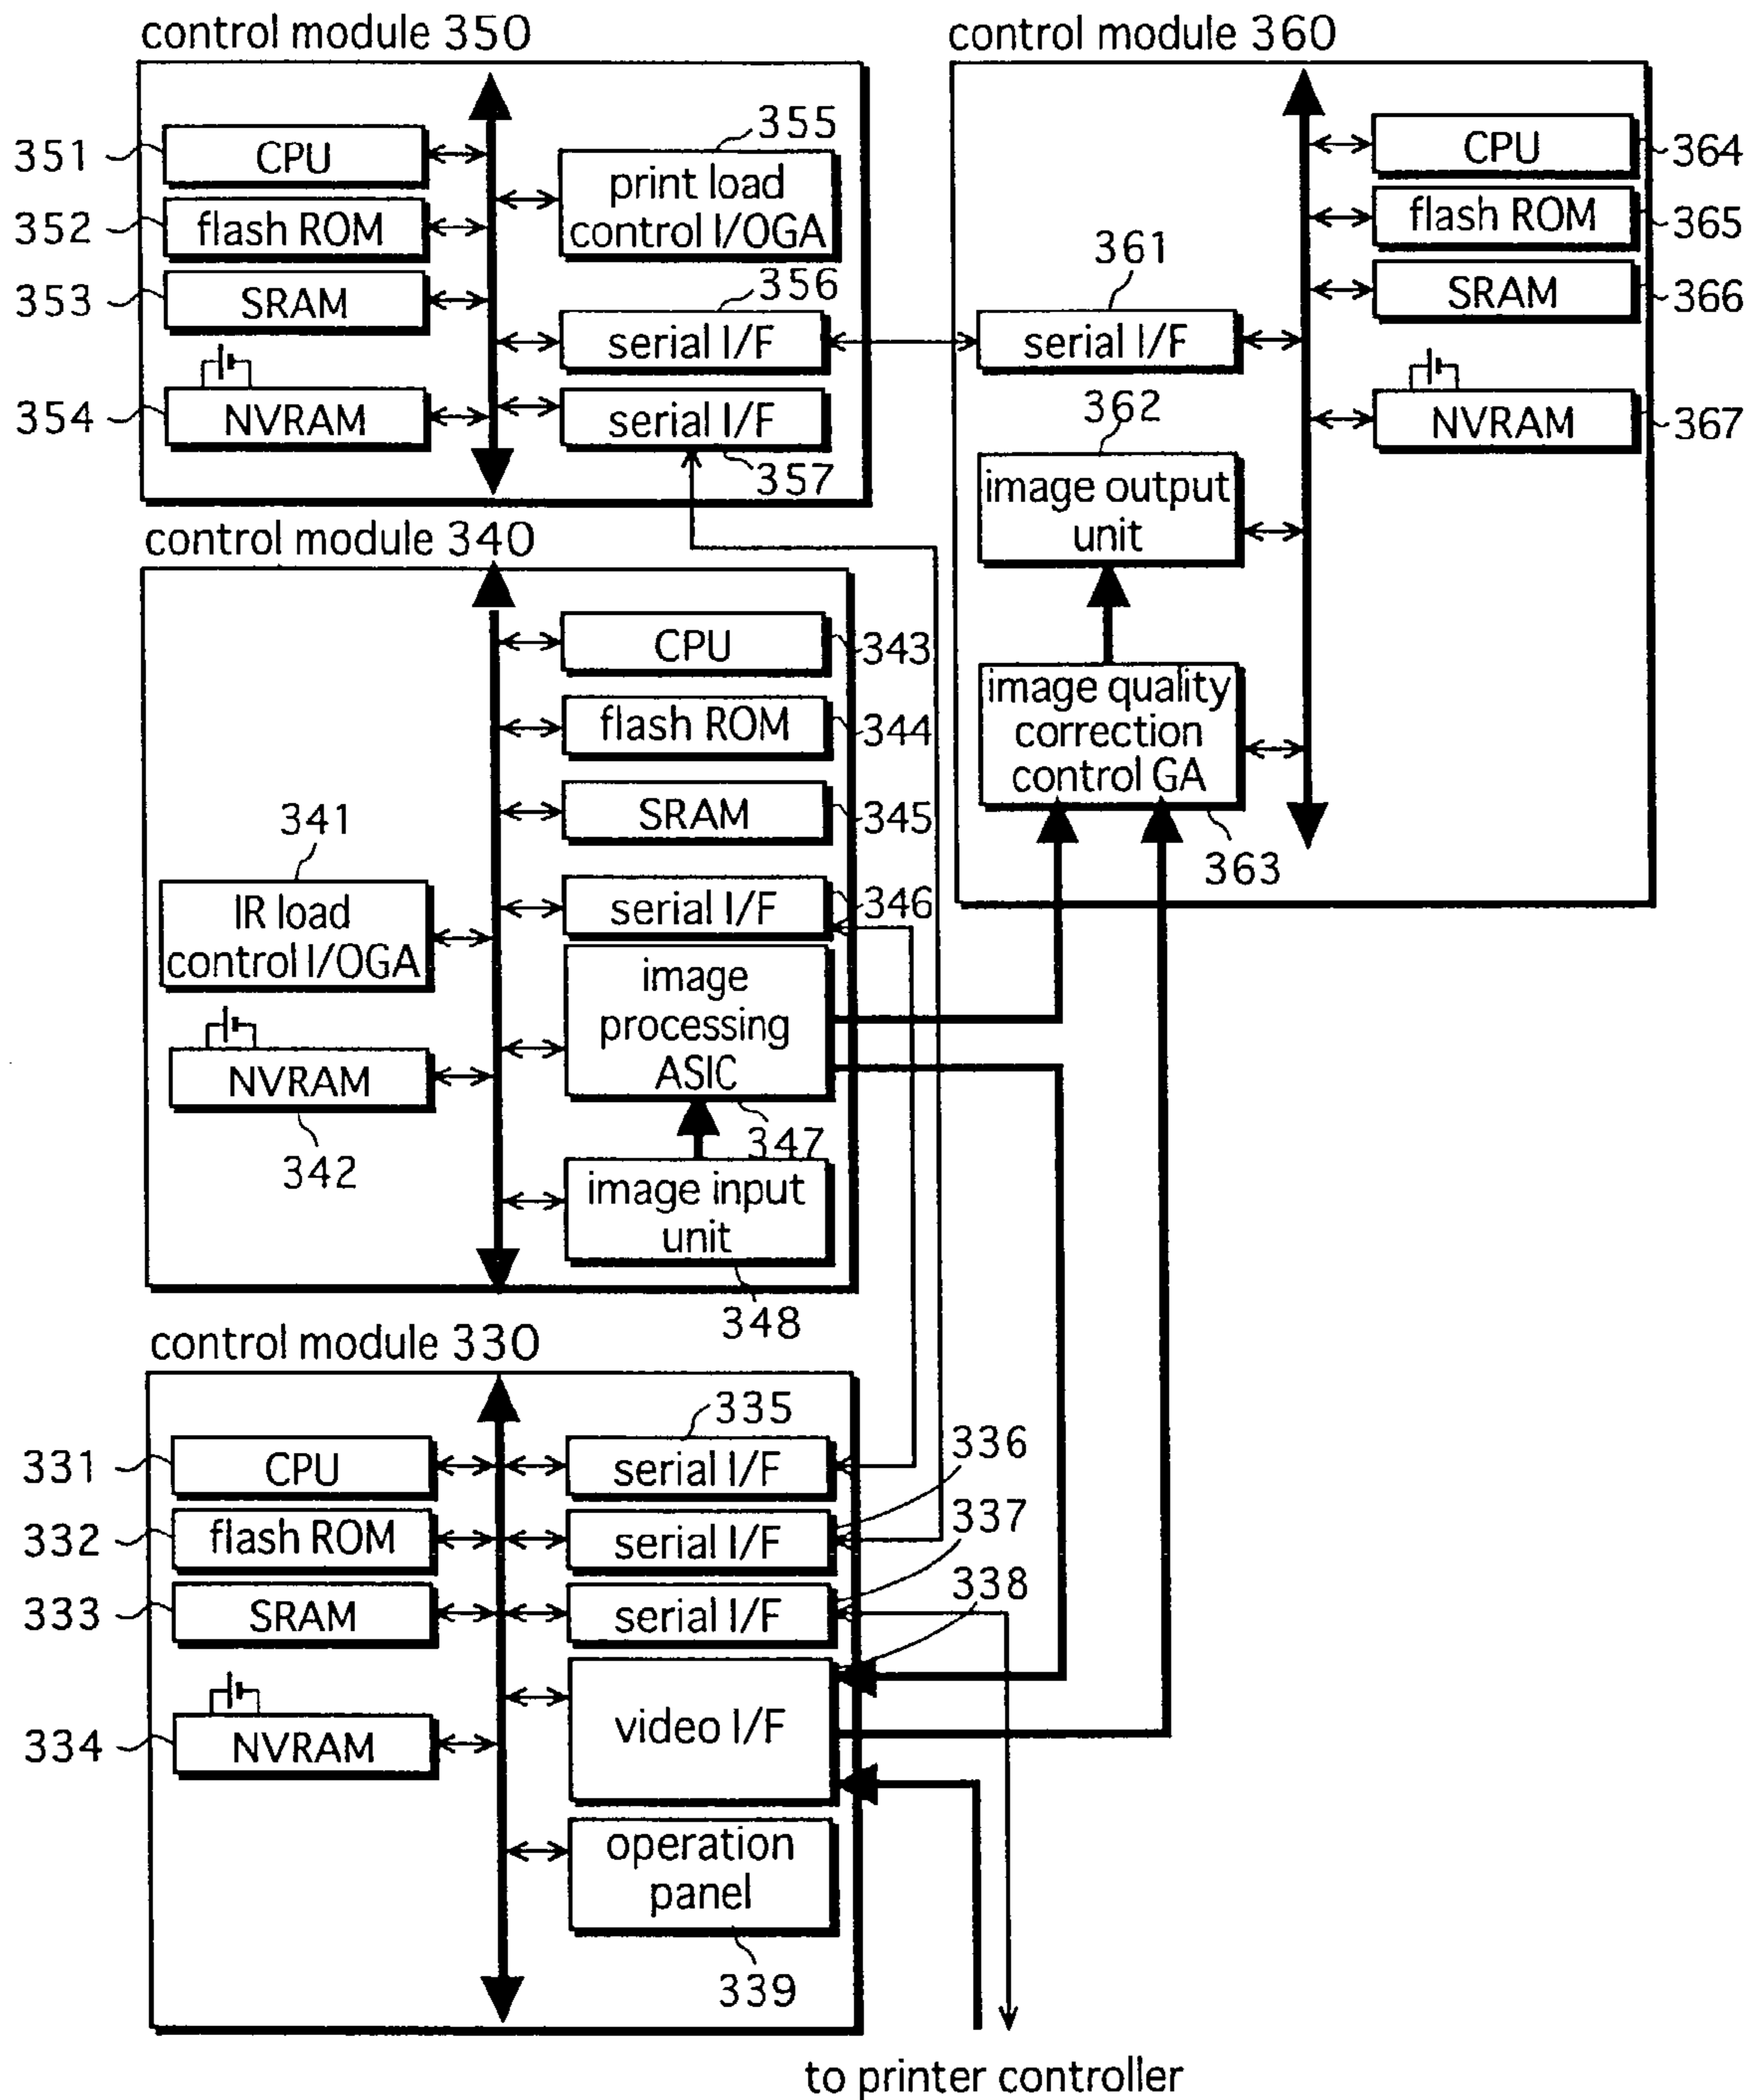 control module 350
351
CPU
352
flash ROM
353
SRAM
354
NVRAM
355
print load
control I/OGA
356
serial I/F
serial I/F
357
control module 360
361
serial I/F
362
image output
unit
image quality
correction
control GA
363
CPU
364
flash ROM
365
SRAM
366
NVRAM
367
control module 340
341
IR load
control I/OGA
NVRAM
342
CPU
343
flash ROM
344
SRAM
345
serial I/F
346
image
processing
ASIC
347
image input
unit
348
control module 330
331
CPU
332
flash ROM
333
SRAM
334
NVRAM
335
serial I/F
336
serial I/F
337
serial I/F
338
video I/F
operation
panel
339
to printer controller